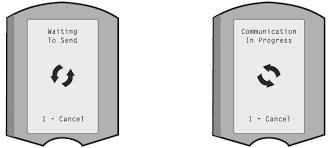 Waiting
To Send
1 - Cancel
Communication
In Progress
1 - Cancel